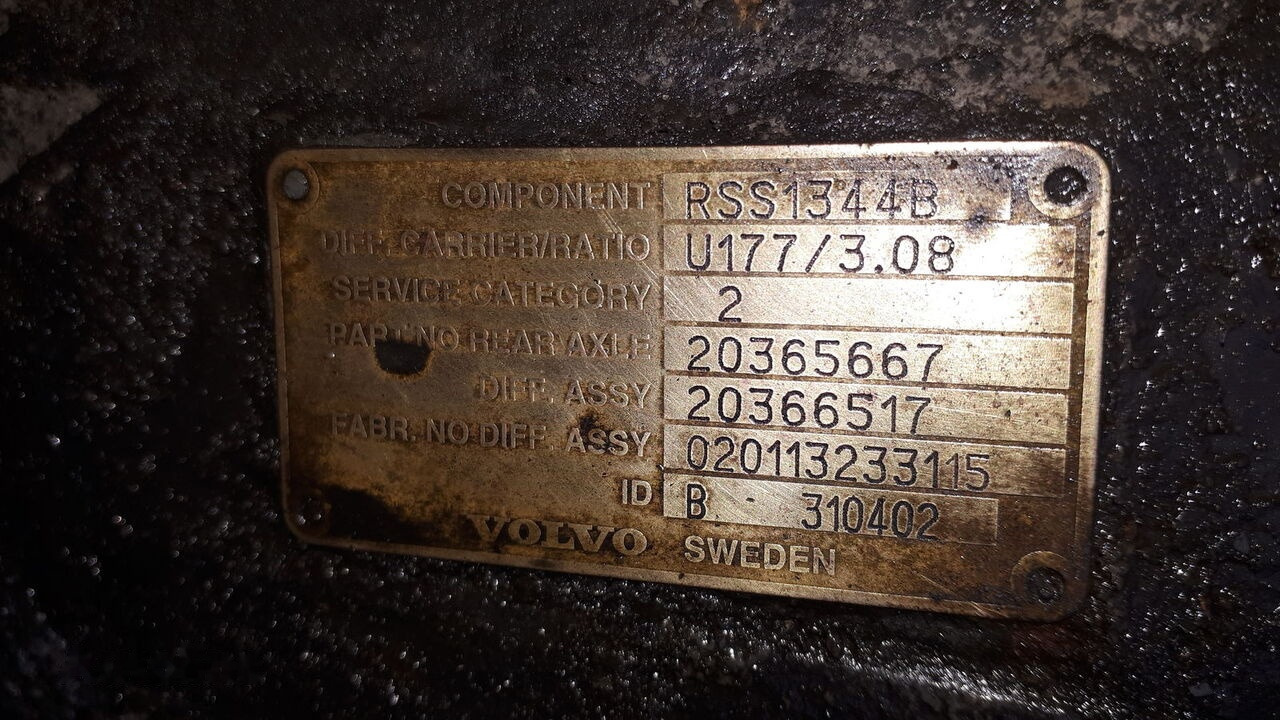 COMPONENT RSS1344B
DIFF. CARRIER/RATIO U177/3.08
SERVICE CATEGORY 2
PART NO REAR AXLE 20365667
DIFF. ASSY 20366517
FABR. NO DIFF. ASSY 020113233115
ID B 310402
VOLVO SWEDEN